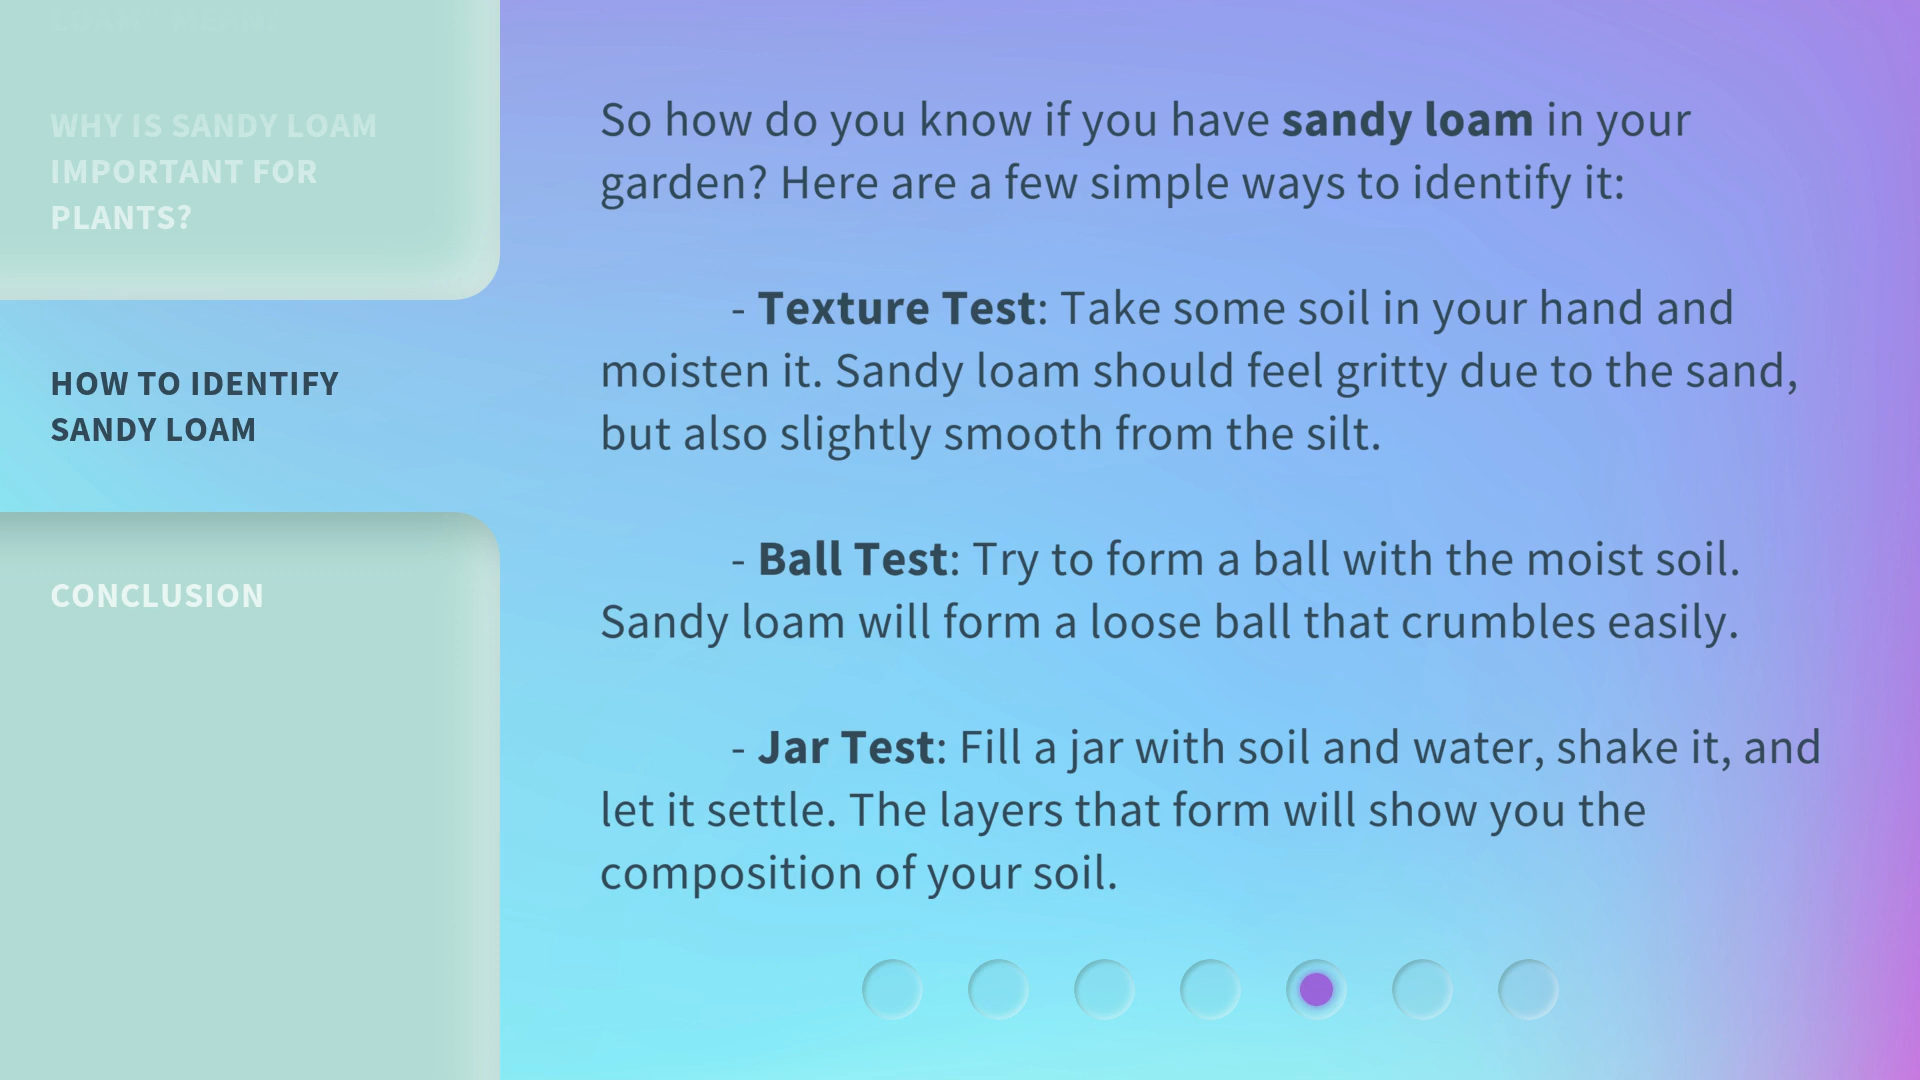 WHY IS SANDY LOAM
IMPORTANT FOR
PLANTS?
HOW TO IDENTIFY
SANDY LOAM
CONCLUSION
So how do you know if you have sandy loam in your
garden? Here are a few simple ways to identify it:
- Texture Test: Take some soil in your hand and
moisten it. Sandy loam should feel gritty due to the sand,
but also slightly smooth from the silt.
- Ball Test: Try to form a ball with the moist soil.
Sandy loam will form a loose ball that crumbles easily.
- Jar Test: Fill a jar with soil and water, shake it, and
let it settle. The layers that form will show you the
composition of your soil.